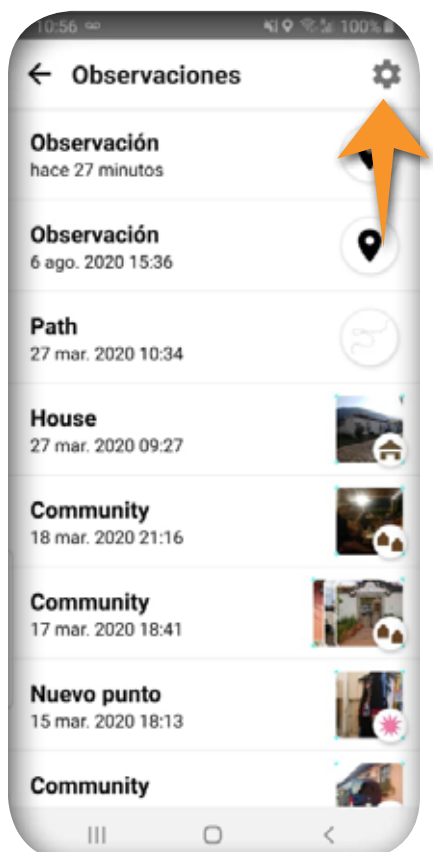 10:56
100%
Observaciones
Observación
hace 27 minutos
Observación
6 ago. 2020 15:36
Path
27 mar. 2020 10:34
House
27 mar. 2020 09:27
Community
18 mar. 2020 21:16
Community
17 mar. 2020 18:41
Nuevo punto
15 mar. 2020 18:13
Community